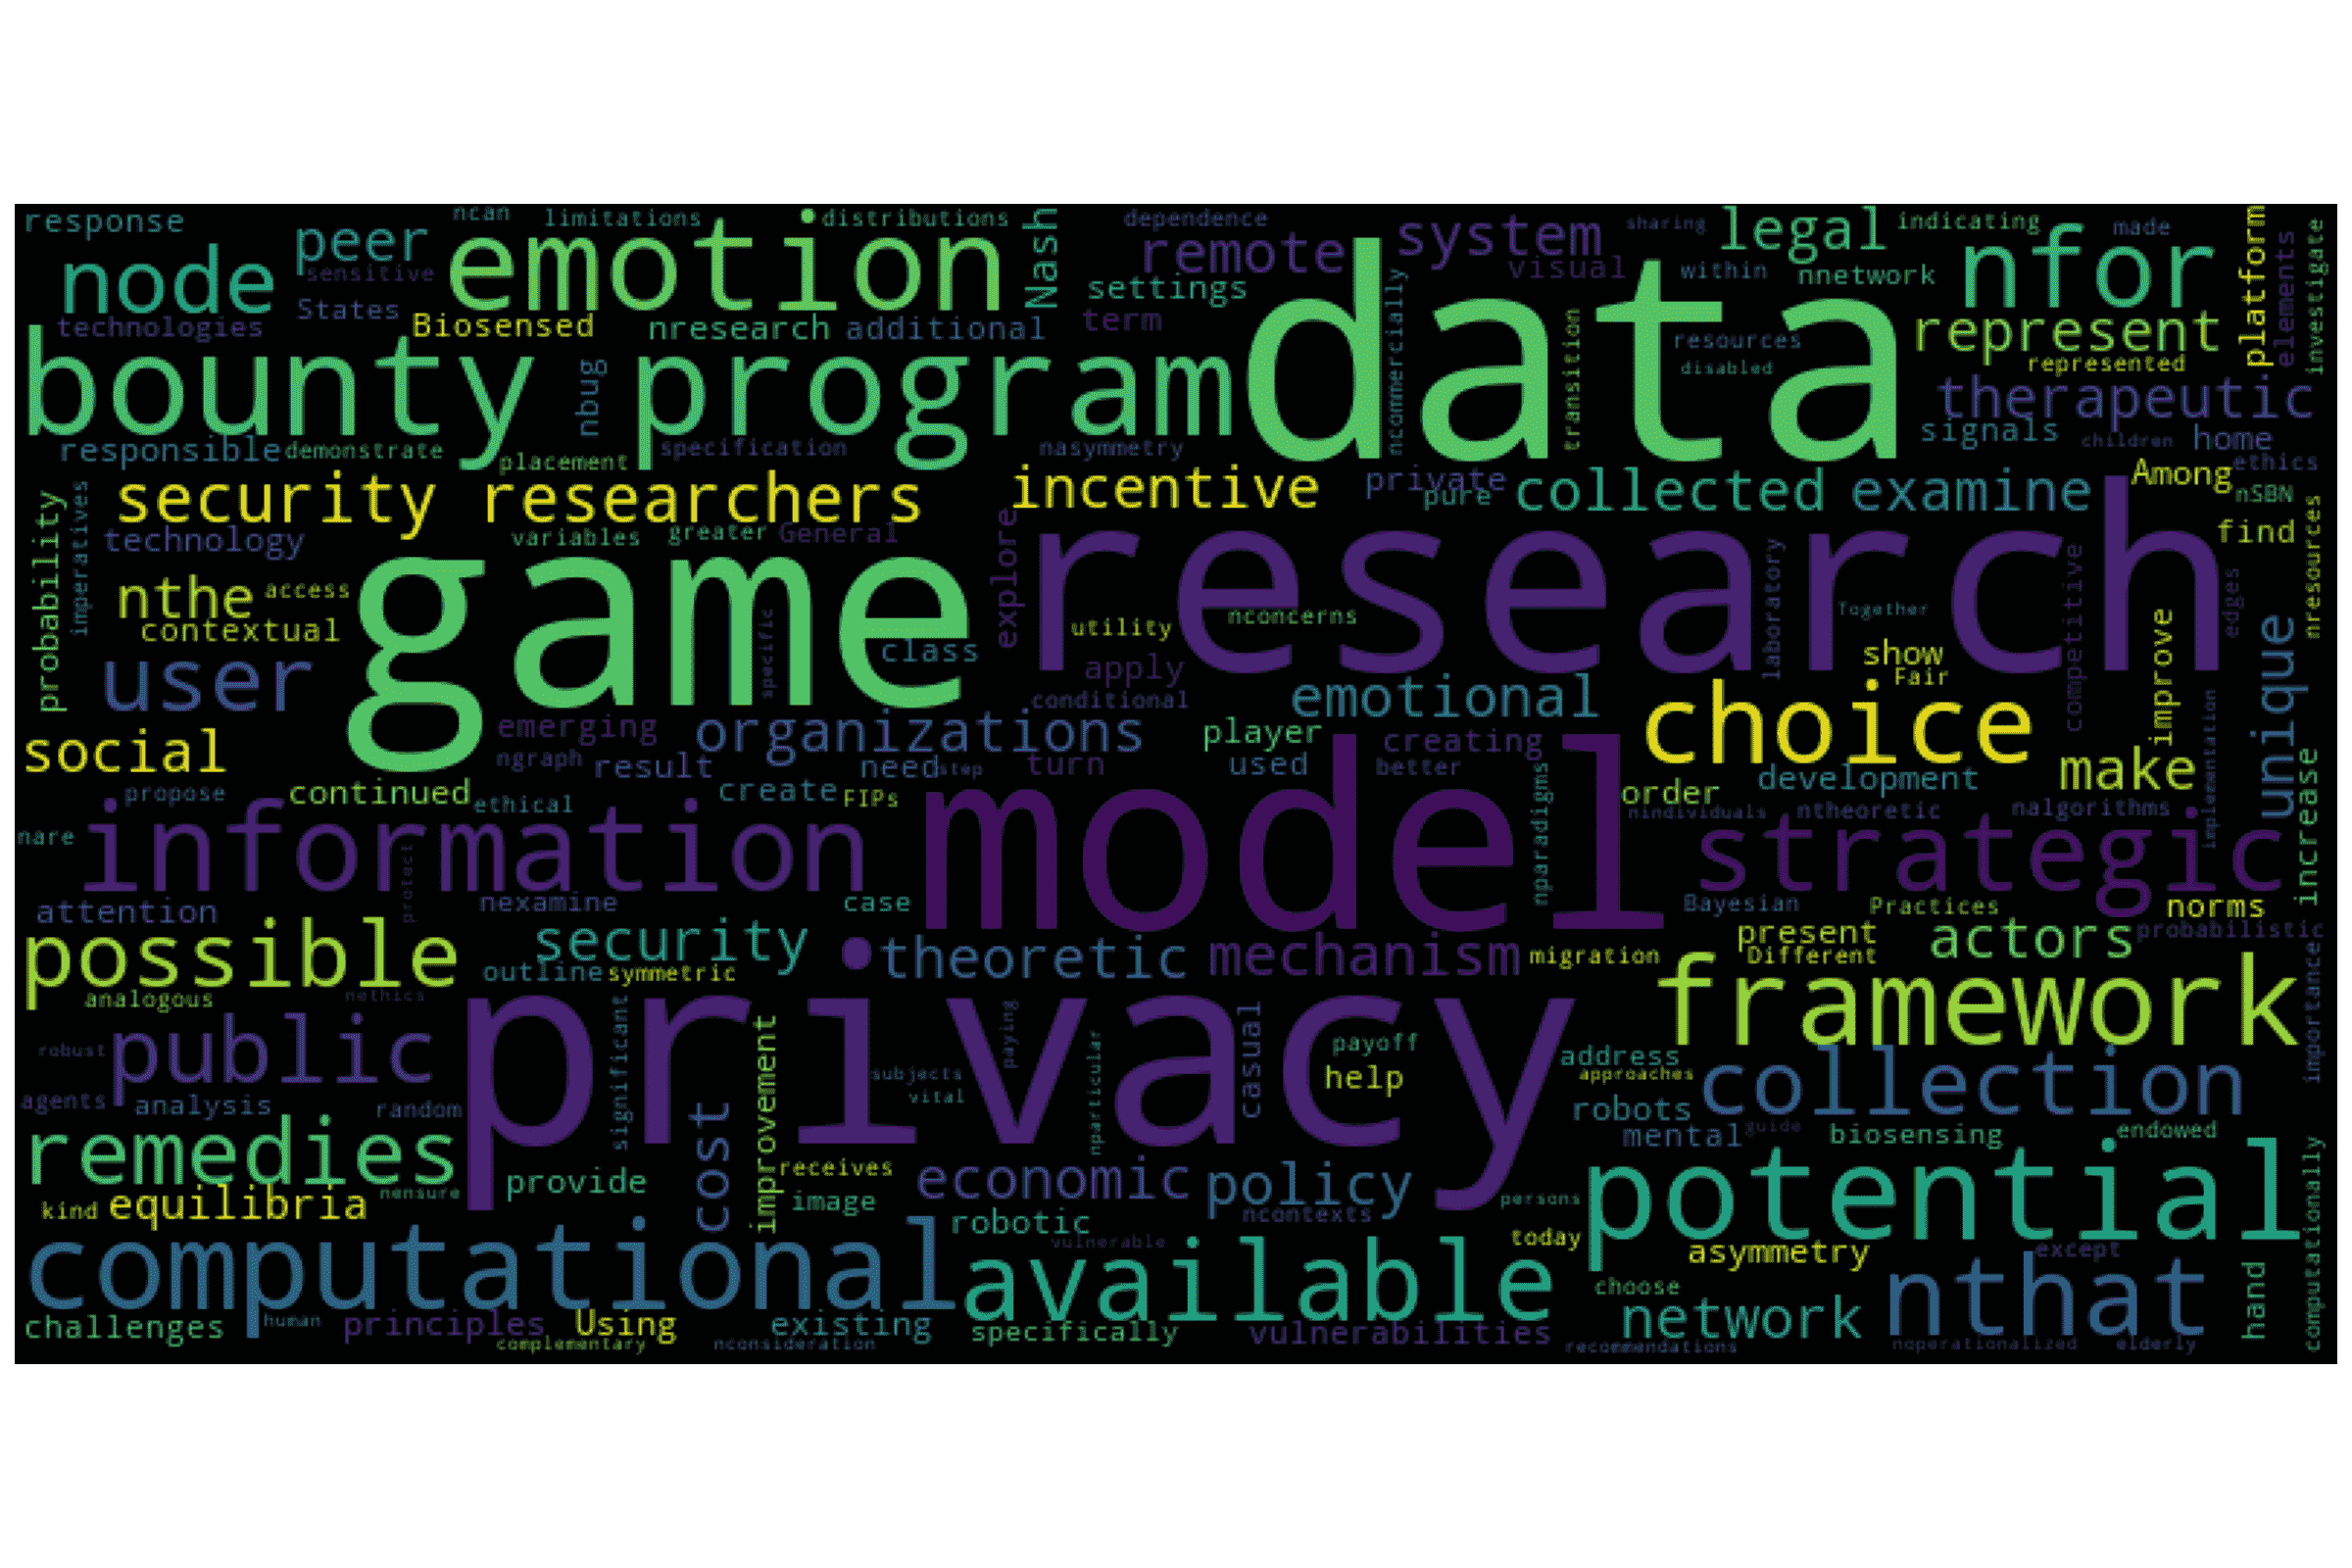 response ncan limitations distributions Nash dependence sharing legal indicating made platform
node peer emotion remote system visual within nnetwork nfor elements investigate
sensitive States settings
technologies Biosensed nresearch additional term data ncommercially transition resources represent
bounty nbug program disabled represented therapeutic
responsible demonstrate placement specification nasymmetry signals children home
security researchers incentive private pure collected examine Among ethics nSBN
probability imperatives technology variables greater General explore research find nresources
nthe access game specific class utility nconcerns laboratory Together competitive edges
contextual apply show Fair improve unique
user emerging organizations conditional emotional choice
social ngraph result need step turn player used creating better development make implementation increase
propose continued ethical create FIPs order nindividuals ntheoretic nalgorithms
nare information model nparadigms strategic
attention protect nexamine case Bayesian Practices norms
possible security theoretic mechanism migration present Different actors probabilistic importance
outline symmetric
analogous nethics privacy framework
robust public significant improvement paying nparticular casual payoff address
agents analysis random subjects vital help approaches robots collection
remedies cost mental guide biosensing endowed
kind equilibria nensure provide receives image economic policy persons potential computationally
computational robotic ncontexts today asymmetry except
vulnerable available choose network nthat hand
challenges human principles Using existing specifically vulnerabilities recommendations noperationalized elderly
complementary nconsideration